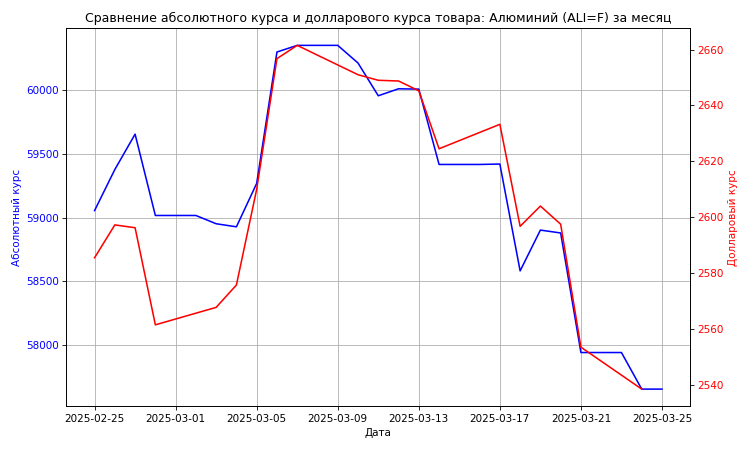 Сравнение абсолютного курса и долларового курса товара: Алюминий (ALI=F) за месяц
Абсолютный курс
60000
59500
59000
58500
58000
2660
2640
2620
2600
2580
2560
2540
Долларовый курс
2025-02-25 2025-03-01 2025-03-05 2025-03-09 2025-03-13 2025-03-17 2025-03-21 2025-03-25
Дата